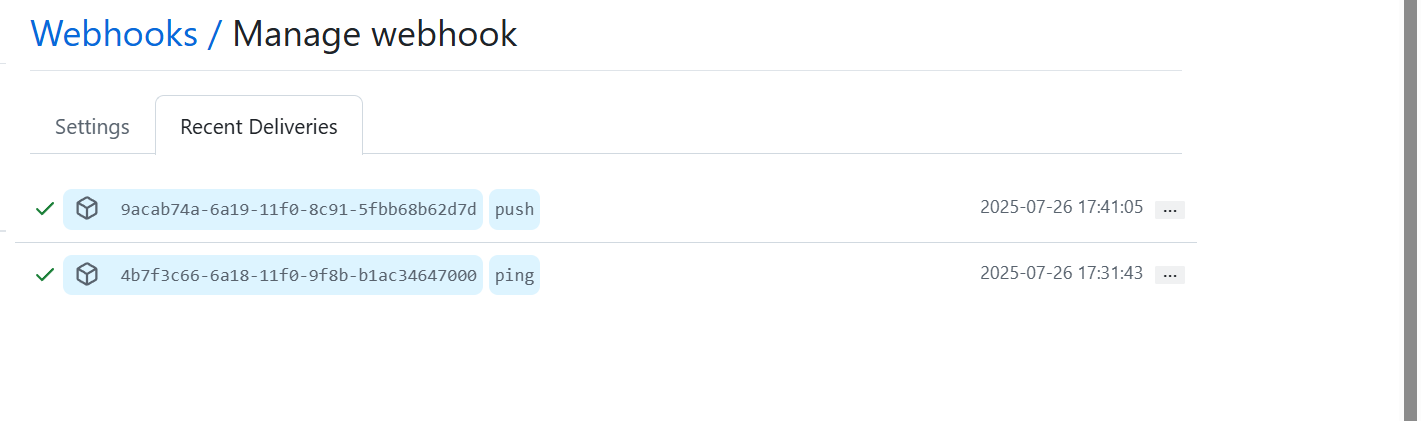 Webhooks / Manage webhook
Settings Recent Deliveries
9acab74a-6a19-11f0-8c91-5fbb68b62d7d push 2025-07-26 17:41:05 ...
4b7f3c66-6a18-11f0-9f8b-b1ac34647000 ping 2025-07-26 17:31:43 ...